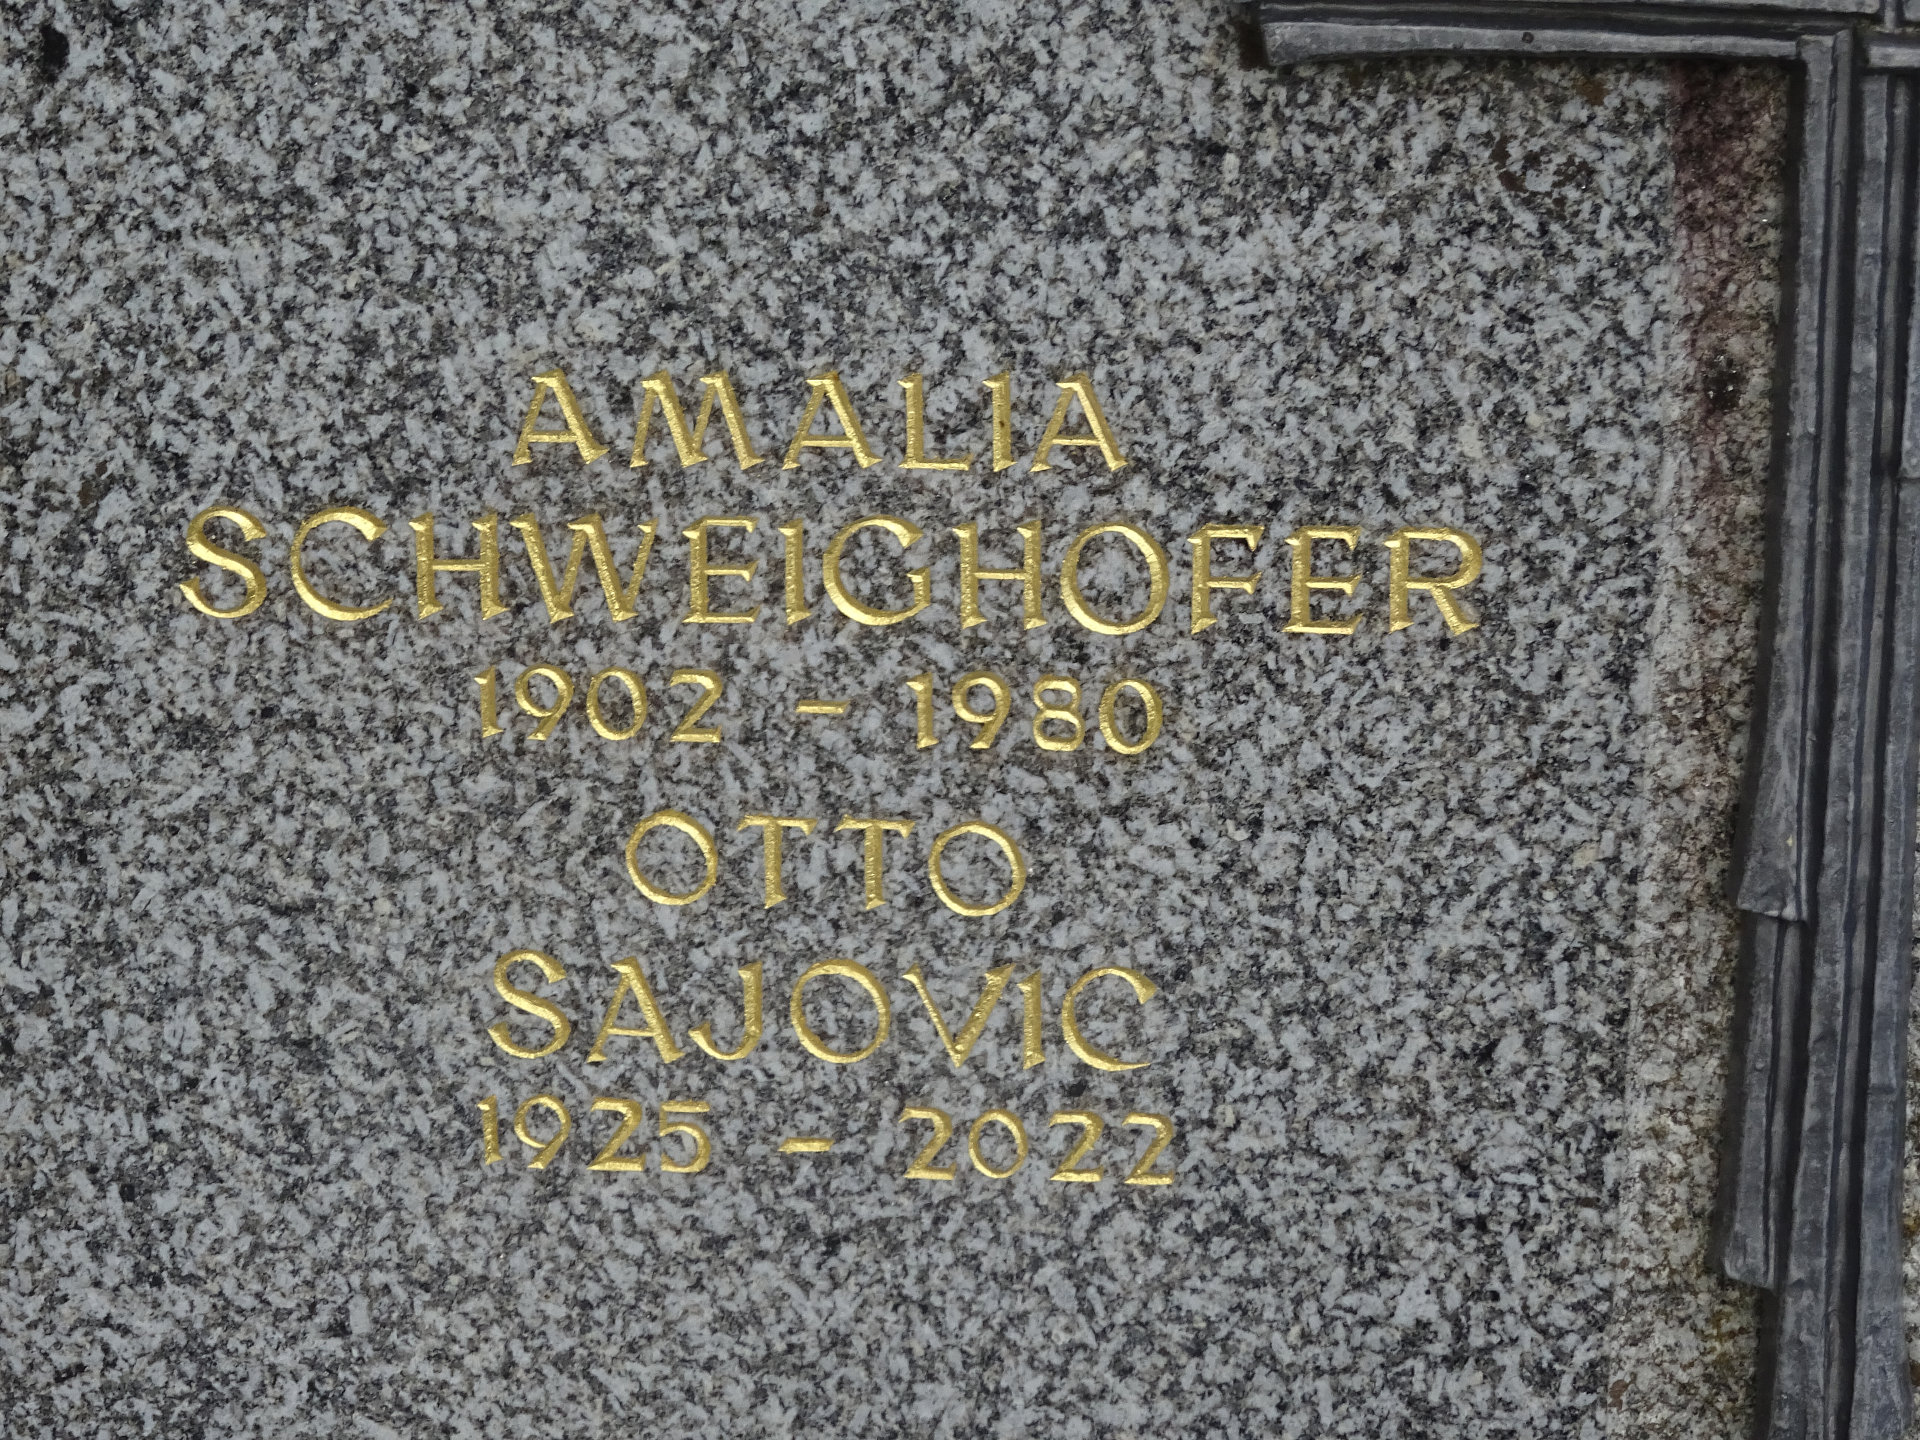 AMALIA
SCHWEIGHOFER
1902 - 1980
OTTO
SAJOVIC
1925 - 2022